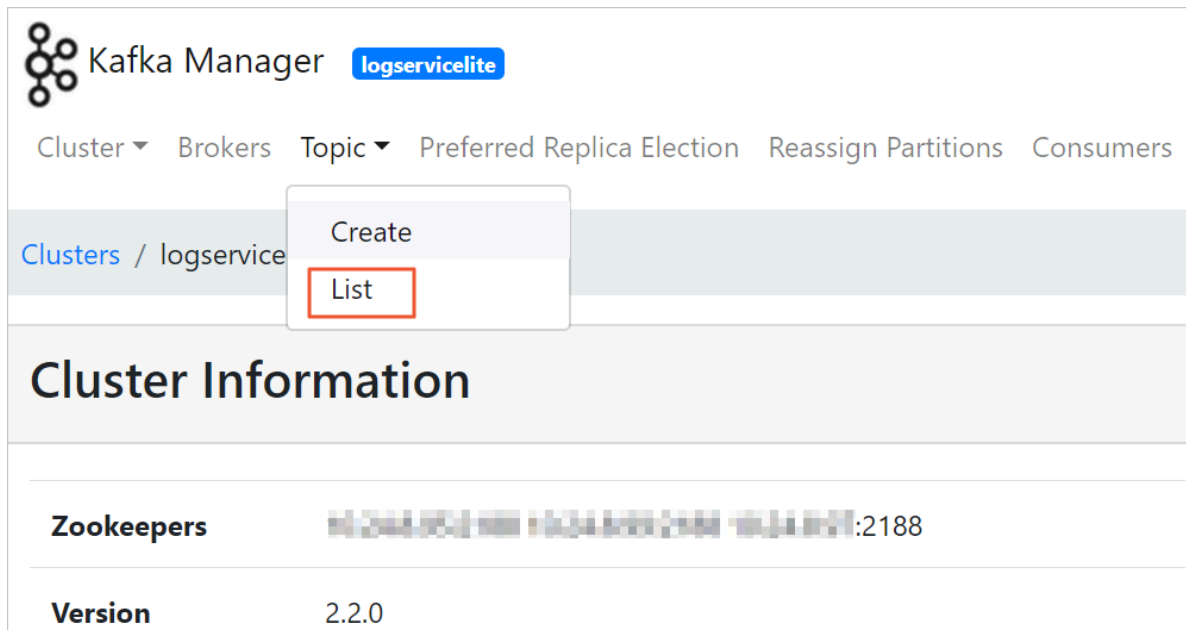 Kafka Manager logservicelite
Cluster Brokers Topic Preferred Replica Election Reassign Partitions Consumers
Create
Clusters / logservice
List
Cluster Information
Zookeepers :2188
Version 2.2.0